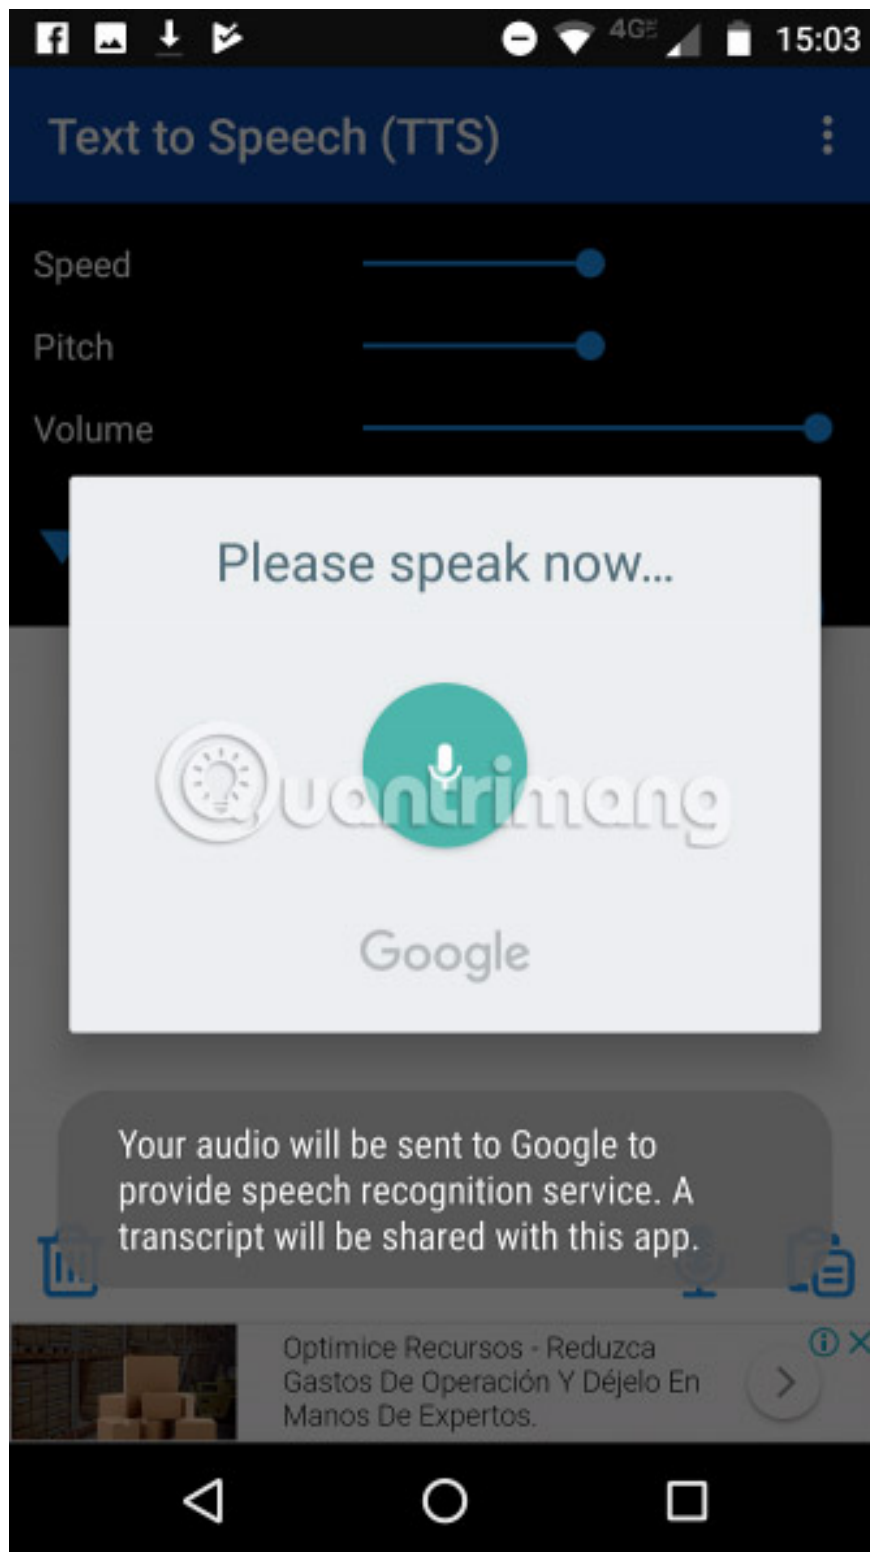 4G
15:03
Text to Speech (TTS)
Speed
Pitch
Volume
Please speak now...
Quantrimang
Google
Your audio will be sent to Google to
provide speech recognition service. A
transcript will be shared with this app.
Optimice Recursos - Reduzca
Gastos De Operación Y Déjelo En
Manos De Expertos.